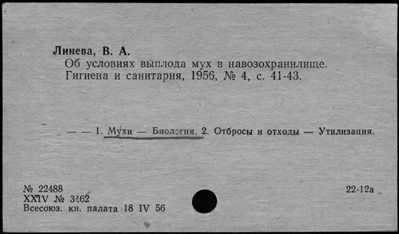 Линева, В. А.
Об условиях выплода мух в навозохранилище.
Гигиена и санитария, 1956, № 4, с. 41-43.
— — 1. Мухи — Биология. 2. Отбросы и отходы — Утилизация.
№ 22488
XXIV № 3462
Всесоюз. кн. палата 18 IV 56
22-12а